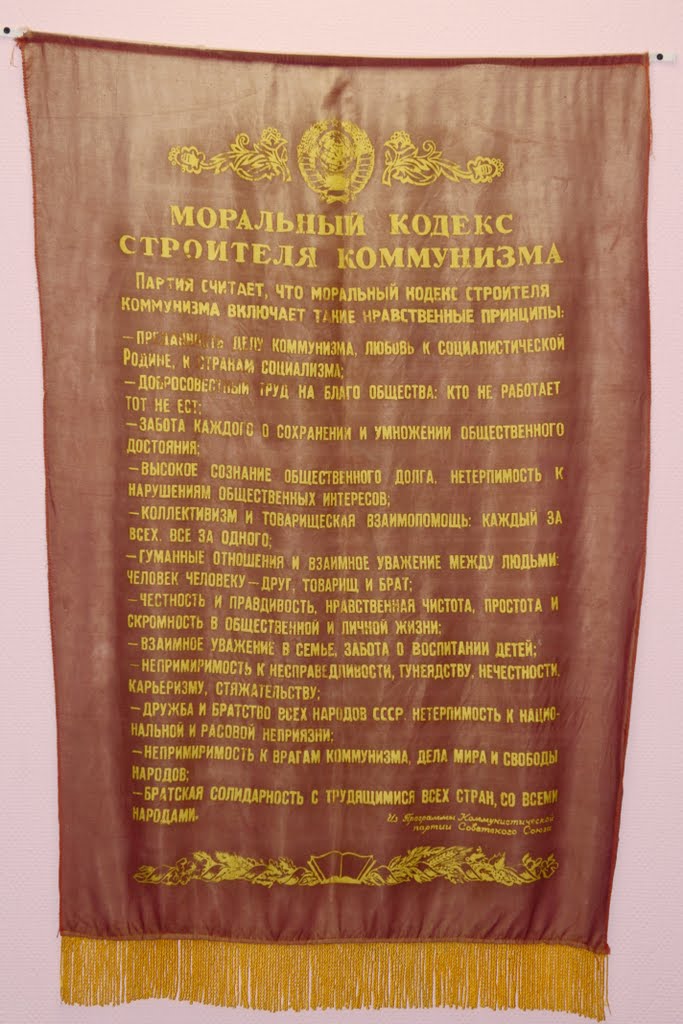 МОРАЛЬНЫЙ КОДЕКС
СТРОИТЕЛЯ КОММУНИЗМА
ПАРТИЯ СЧИТАЕТ, ЧТО МОРАЛЬНЫЙ КОДЕКС СТРОИТЕЛЯ
КОММУНИЗМА ВКЛЮЧАЕТ ТАКИЕ НРАВСТВЕННЫЕ ПРИНЦИПЫ:
— ПРЕДАННОСТЬ ДЕЛУ КОММУНИЗМА, ЛЮБОВЬ К СОЦИАЛИСТИЧЕСКОЙ
РОДИНЕ, К СТРАНАМ СОЦИАЛИЗМА;
— ДОБРОСОВЕСТНЫЙ ТРУД НА БЛАГО ОБЩЕСТВА: КТО НЕ РАБОТАЕТ
ТОТ НЕ ЕСТ;
— ЗАБОТА КАЖДОГО О СОХРАНЕНИИ И УМНОЖЕНИИ ОБЩЕСТВЕННОГО
ДОСТОЯНИЯ;
— ВЫСОКОЕ СОЗНАНИЕ ОБЩЕСТВЕННОГО ДОЛГА, НЕТЕРПИМОСТЬ К
НАРУШЕНИЯМ ОБЩЕСТВЕННЫХ ИНТЕРЕСОВ;
— КОЛЛЕКТИВИЗМ И ТОВАРИЩЕСКАЯ ВЗАИМОПОМОЩЬ: КАЖДЫЙ ЗА
ВСЕХ, ВСЕ ЗА ОДНОГО;
— ГУМАННЫЕ ОТНОШЕНИЯ И ВЗАИМНОЕ УВАЖЕНИЕ МЕЖДУ ЛЮДЬМИ:
ЧЕЛОВЕК ЧЕЛОВЕКУ — ДРУГ, ТОВАРИЩ И БРАТ;
— ЧЕСТНОСТЬ И ПРАВДИВОСТЬ, НРАВСТВЕННАЯ ЧИСТОТА, ПРОСТОТА И
СКРОМНОСТЬ В ОБЩЕСТВЕННОЙ И ЛИЧНОЙ ЖИЗНИ;
— ВЗАИМНОЕ УВАЖЕНИЕ В СЕМЬЕ, ЗАБОТА О ВОСПИТАНИИ ДЕТЕЙ;
— НЕПРИМИРИМОСТЬ К НЕСПРАВЕДЛИВОСТИ, ТУНЕЯДСТВУ, НЕЧЕСТНОСТИ,
КАРЬЕРИЗМУ, СТЯЖАТЕЛЬСТВУ;
— ДРУЖБА И БРАТСТВО ВСЕХ НАРОДОВ СССР, НЕТЕРПИМОСТЬ К НАЦИО-
НАЛЬНОЙ И РАСОВОЙ НЕПРИЯЗНИ;
— НЕПРИМИРИМОСТЬ К ВРАГАМ КОММУНИЗМА, ДЕЛА МИРА И СВОБОДЫ
НАРОДОВ;
— БРАТСКАЯ СОЛИДАРНОСТЬ С ТРУДЯЩИМИСЯ ВСЕХ СТРАН, СО ВСЕМИ
НАРОДАМИ.
Из Программы Коммунистической
партии Советского Союза